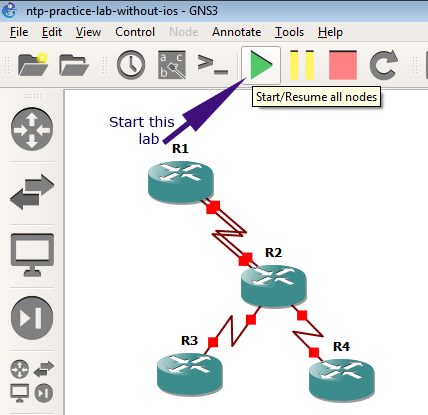 ntp-practice-lab-without-ios - GNS3
File Edit View Control Node Annotate Tools Help
Start/Resume all nodes
Start this
lab
R1
R2
R3
R4